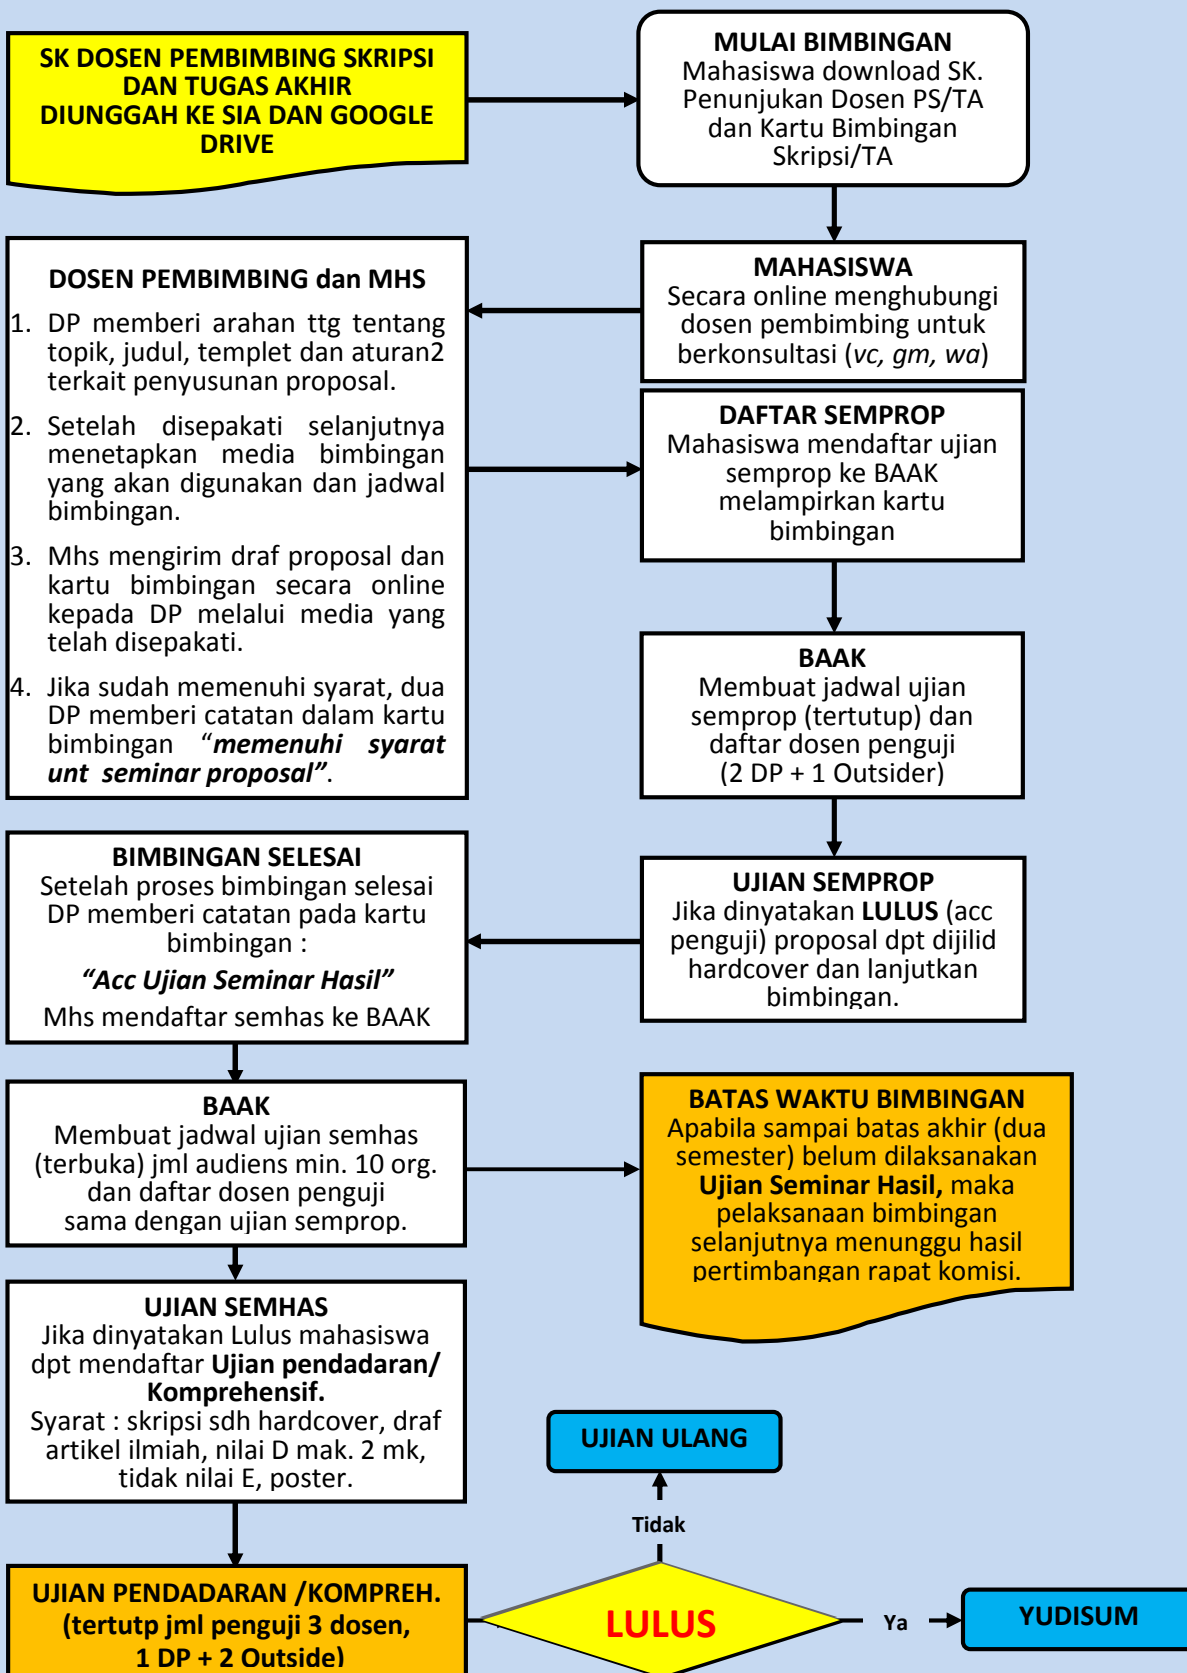 SK DOSEN PEMBIMBING SKRIPSI
DAN TUGAS AKHIR
DIUNGGAH KE SIA DAN GOOGLE
DRIVE
MULAI BIMBINGAN
Mahasiswa download SK.
Penunjukan Dosen PS/TA
dan Kartu Bimbingan
Skripsi/TA
MAHASISWA
Secara online menghubungi
dosen pembimbing untuk
berkonsultasi (vc, gm, wa)
DOSEN PEMBIMBING dan MHS
1. DP memberi arahan ttg tentang
topik, judul, templet dan aturan2
terkait penyusunan proposal.
2. Setelah disepakati selanjutnya
menetapkan media bimbingan
yang akan digunakan dan jadwal
bimbingan.
3. Mhs mengirim draf proposal dan
kartu bimbingan secara online
kepada DP melalui media yang
telah disepakati.
4. Jika sudah memenuhi syarat, dua
DP memberi catatan dalam kartu
bimbingan “memenuhi syarat
unt seminar proposal”.
DAFTAR SEMPROP
Mahasiswa mendaftar ujian
semprop ke BAAK
melampirkan kartu
bimbingan
BAAK
Membuat jadwal ujian
semprop (tertutup) dan
daftar dosen penguji
(2 DP + 1 Outsider)
UJIAN SEMPROP
Jika dinyatakan LULUS (acc
penguji) proposal dpt dijilid
hardcover dan lanjutkan
bimbingan.
BIMBINGAN SELESAI
Setelah proses bimbingan selesai
DP memberi catatan pada kartu
bimbingan :
“Acc Ujian Seminar Hasil”
Mhs mendaftar semhas ke BAAK
BAAK
Membuat jadwal ujian semhas
(terbuka) jml audiens min. 10 org.
dan daftar dosen penguji
sama dengan ujian semprop.
BATAS WAKTU BIMBINGAN
Apabila sampai batas akhir (dua
semester) belum dilaksanakan
Ujian Seminar Hasil, maka
pelaksanaan bimbingan
selanjutnya menunggu hasil
pertimbangan rapat komisi.
UJIAN SEMHAS
Jika dinyatakan Lulus mahasiswa
dpt mendaftar Ujian pendadaran/
Komprehensif.
Syarat : skripsi sdh hardcover, draf
artikel ilmiah, nilai D mak. 2 mk,
tidak nilai E, poster.
UJIAN ULANG
Tidak
UJIAN PENDADARAN /KOMPREH.
(tertutp jml penguji 3 dosen,
1 DP + 2 Outside)
LULUS
Ya
YUDISUM